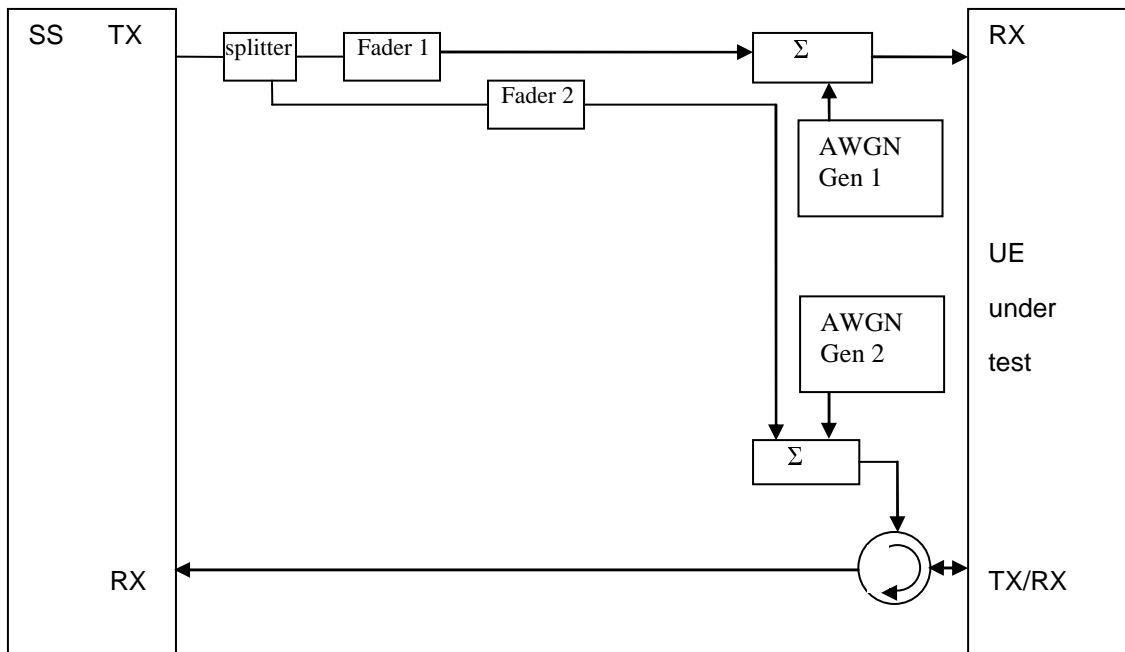 SS TX
splitter
Fader 1
Σ
RX
Fader 2
AWGN
Gen 1
UE
under
test
AWGN
Gen 2
Σ
RX
TX/RX